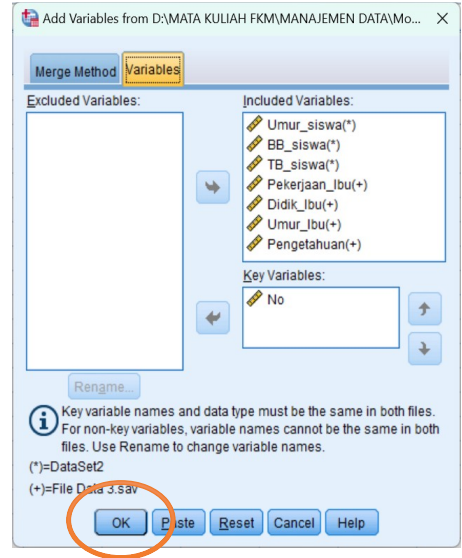 Add Variables from D:\MATA KULIAH FKM\MANAJEMEN DATA\Mo...
Merge Method
Variables
Excluded Variables:
Included Variables:
Umur_siswa(*)
BB_siswa(*)
TB_siswa(*)
Pekerjaan_Ibu(+)
Didik_Ibu(+)
Umur_Ibu(+)
Pengetahuan(+)
Key Variables:
No
Rename...
Key variable names and data type must be the same in both files.
For non-key variables, variable names cannot be the same in both
files. Use Rename to change variable names.
(*)=DataSet2
(+)=File Data 3.sav
OK Paste Reset Cancel Help